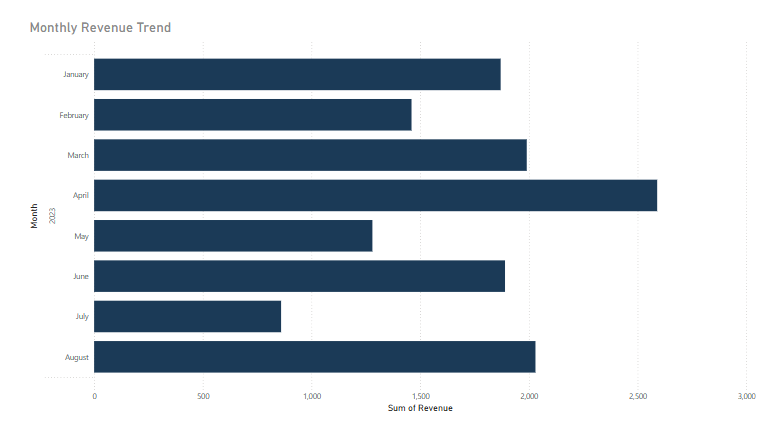 Monthly Revenue Trend
January
February
March
April
May
June
July
August
Month
2023
0 500 1,000 1,500 2,000 2,500 3,000
Sum of Revenue